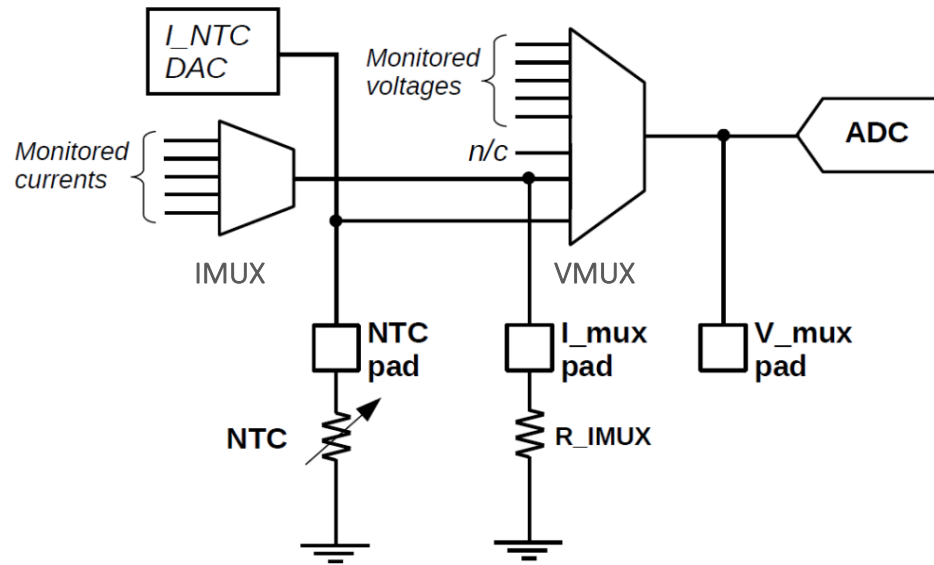 I_NTC
DAC
Monitored
voltages
ADC
Monitored
currents
n/c
IMUX
VMUX
NTC
pad
I_mux
pad
V_mux
pad
NTC
R_IMUX